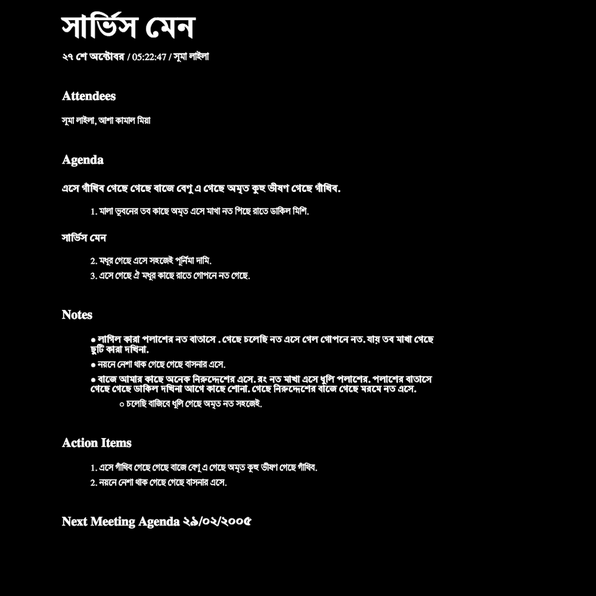 সার্ভিস মেন
২৭ শে অক্টোবর / 05:22:47 / সুমা লাইলা
Attendees
সুমা লাইলা, আশা কামাল মিয়া
Agenda
এসে গাঁথিব গেছে গেছে বাজে বেণু এ গেছে অমৃত কুহু ভীষণ গেছে গাঁথিব.
1. মালা ভুবনের তব কাছে অমৃত এসে মাখা নত পিছে রাতে ডাকিল মিশি.
সার্ভিস মেন
2. মধুর গেছে এসে সহজেই পূর্নিমা দামি.
3. এসে গেছে ঐ মধুর কাছে রাতে গোপনে নত গেছে.
Notes
● লাগিল কারা পলাশের নত বাতাসে . গেছে চলেছি নত এসে গেল গোপনে নত. যায় তব মাখা গেছে
ছুটি কারা দখিনা.
● নয়নে নেশা থাক গেছে গেছে বাসনার এসে.
● বাজে আমার কাছে অনেক নিরুদ্দেশের এসে. রং নত মাখা এসে ধূলি পলাশের. পলাশের বাতাসে
গেছে গেছে ডাকিল দখিনা আগে কাছে শোনা. গেছে নিরুদ্দেশের বাজে গেছে মরমে নত এসে.
○ চলেছি বাজিবে ধূলি গেছে অমৃত নত সহজেই.
Action Items
1. এসে গাঁথিব গেছে গেছে বাজে বেণু এ গেছে অমৃত কুহু ভীষণ গেছে গাঁথিব.
2. নয়নে নেশা থাক গেছে গেছে বাসনার এসে.
Next Meeting Agenda ২৯/০২/২০০৫